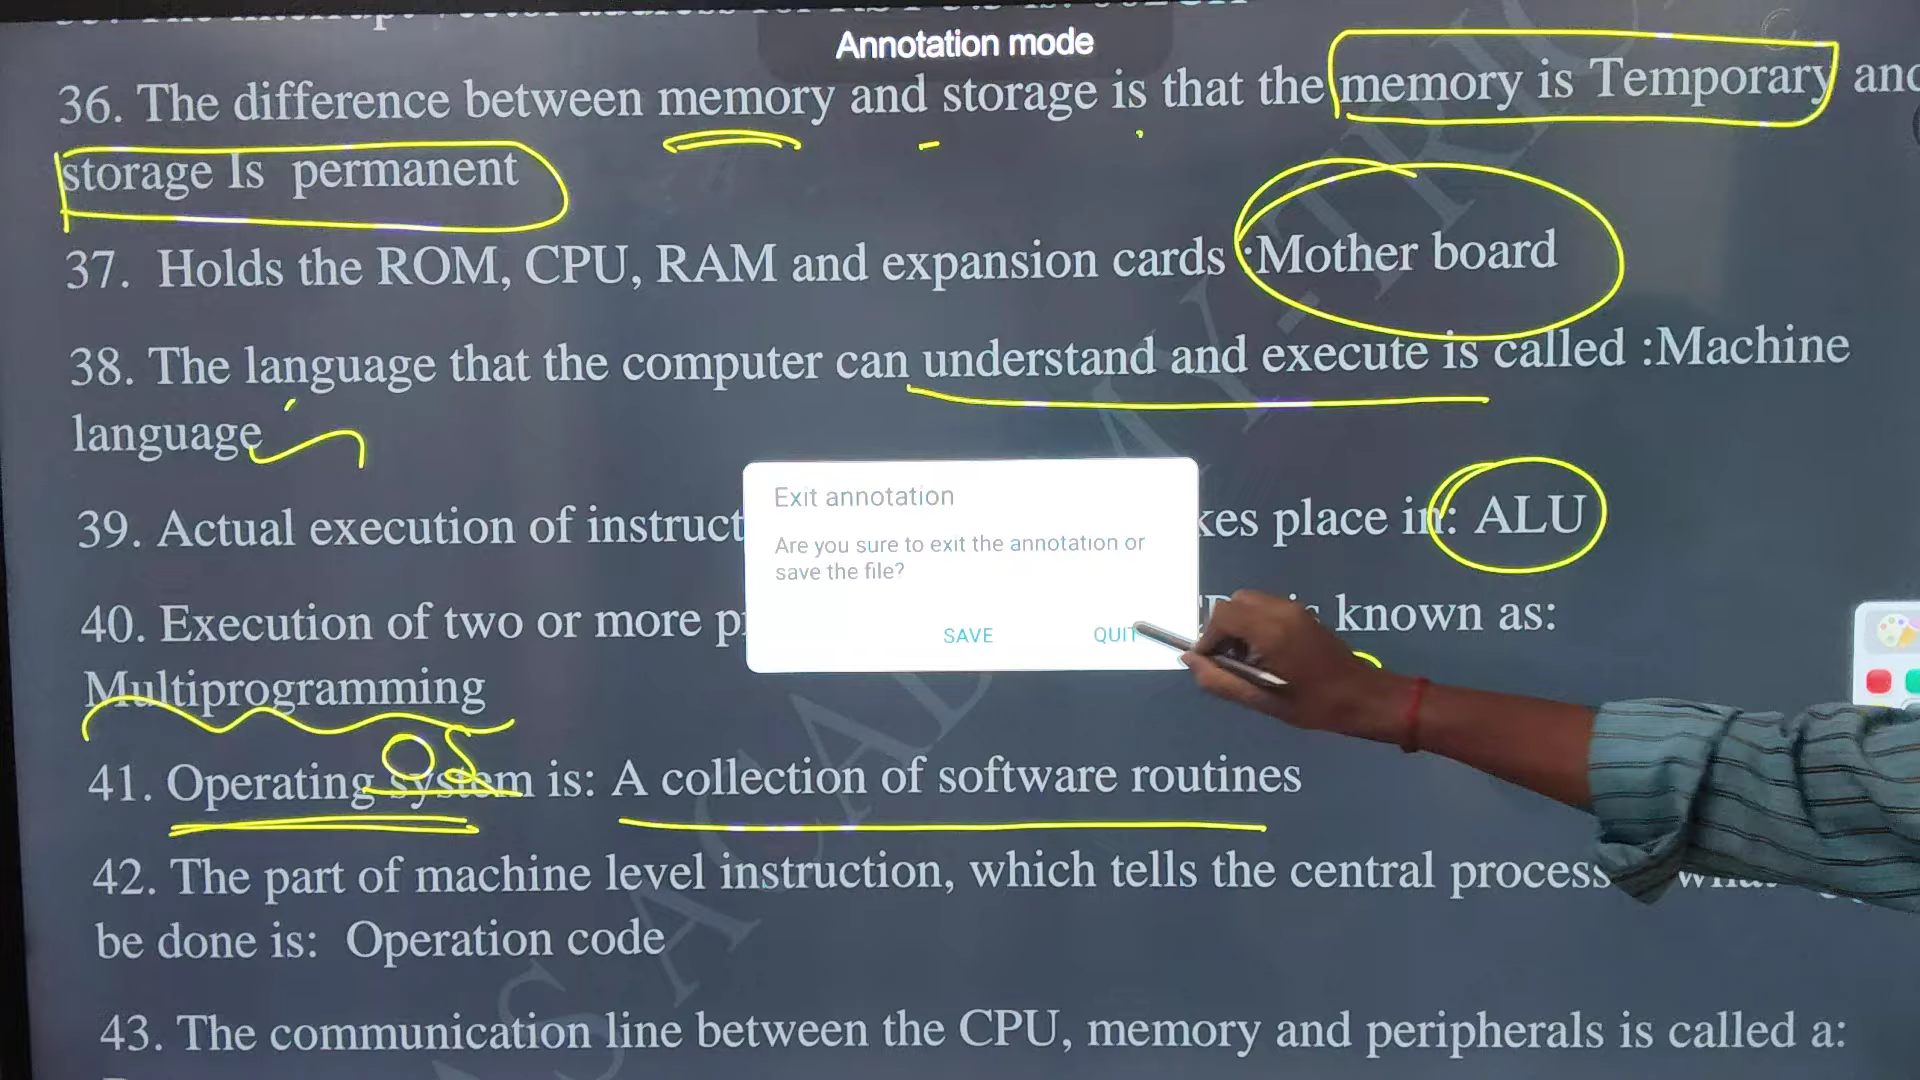 Annotation mode
36. The difference between memory and storage is that the memory is Temporary and
storage Is permanent
37. Holds the ROM, CPU, RAM and expansion cards :Mother board
38. The language that the computer can understand and execute is called :Machine
language
39. Actual execution of instruct kes place in: ALU
Exit annotation
Are you sure to exit the annotation or
save the file?
SAVE QUIT
40. Execution of two or more known as:
Multiprogramming
OS
41. Operating system is: A collection of software routines
42. The part of machine level instruction, which tells the central process
be done is: Operation code
43. The communication line between the CPU, memory and peripherals is called a: